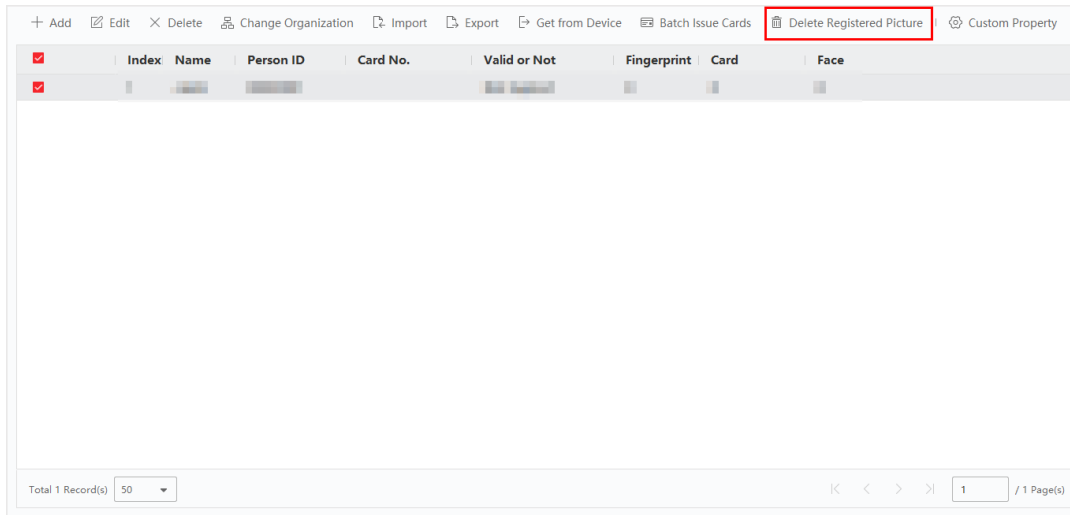 Add Edit Delete Change Organization Import Export Get from Device Batch Issue Cards Delete Registered Picture Custom Property
Index Name Person ID Card No. Valid or Not Fingerprint Card Face
Total 1 Record(s) 50 1 / 1 Page(s)